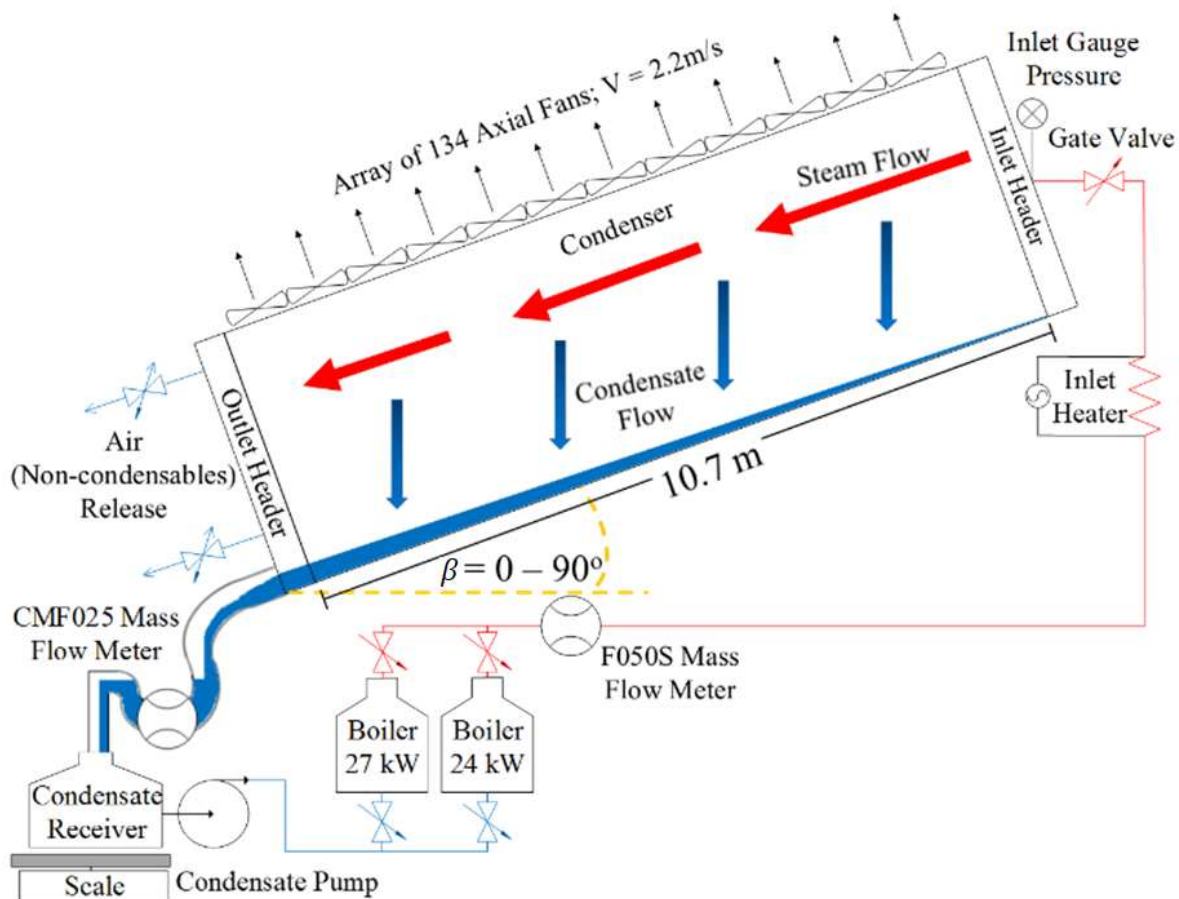 Array of 134 Axial Fans; V = 2.2m/s
Inlet Gauge
Pressure
Gate Valve
Inlet Header
Steam Flow
Condenser
Condensate
Flow
Outlet Header
Air
(Non-condensables)
Release
10.7 m
β = 0 – 90°
Inlet
Heater
CMF025 Mass
Flow Meter
F050S Mass
Flow Meter
Boiler
27 kW
Boiler
24 kW
Condensate
Receiver
Scale
Condensate Pump